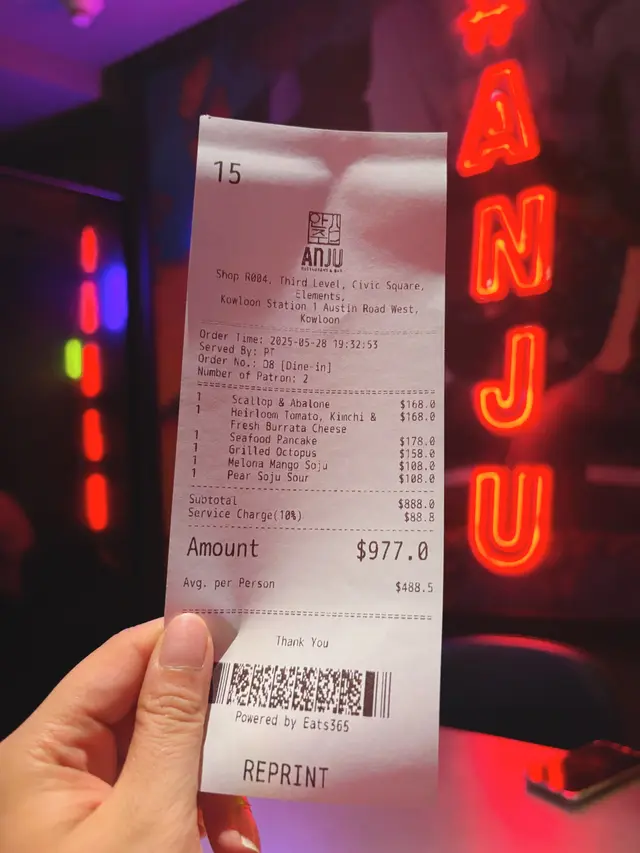 15
안주
ANJU
RESTAURANT & BAR
Shop R004, Third Level, Civic Square,
Elements,
Kowloon Station 1 Austin Road West,
Kowloon
Order Time: 2025-05-28 19:32:53
Served By: PT
Order No.: D8 [Dine-in]
Number of Patron: 2
1 Scallop & Abalone $168.0
1 Heirloom Tomato, Kimchi & $168.0
Fresh Burrata Cheese
1 Seafood Pancake $178.0
1 Grilled Octopus $158.0
1 Melona Mango Soju $108.0
1 Pear Soju Sour $108.0
Subtotal $888.0
Service Charge(10%) $88.8
Amount $977.0
Avg. per Person $488.5
Thank You
Powered by Eats365
REPRINT
#ANJU